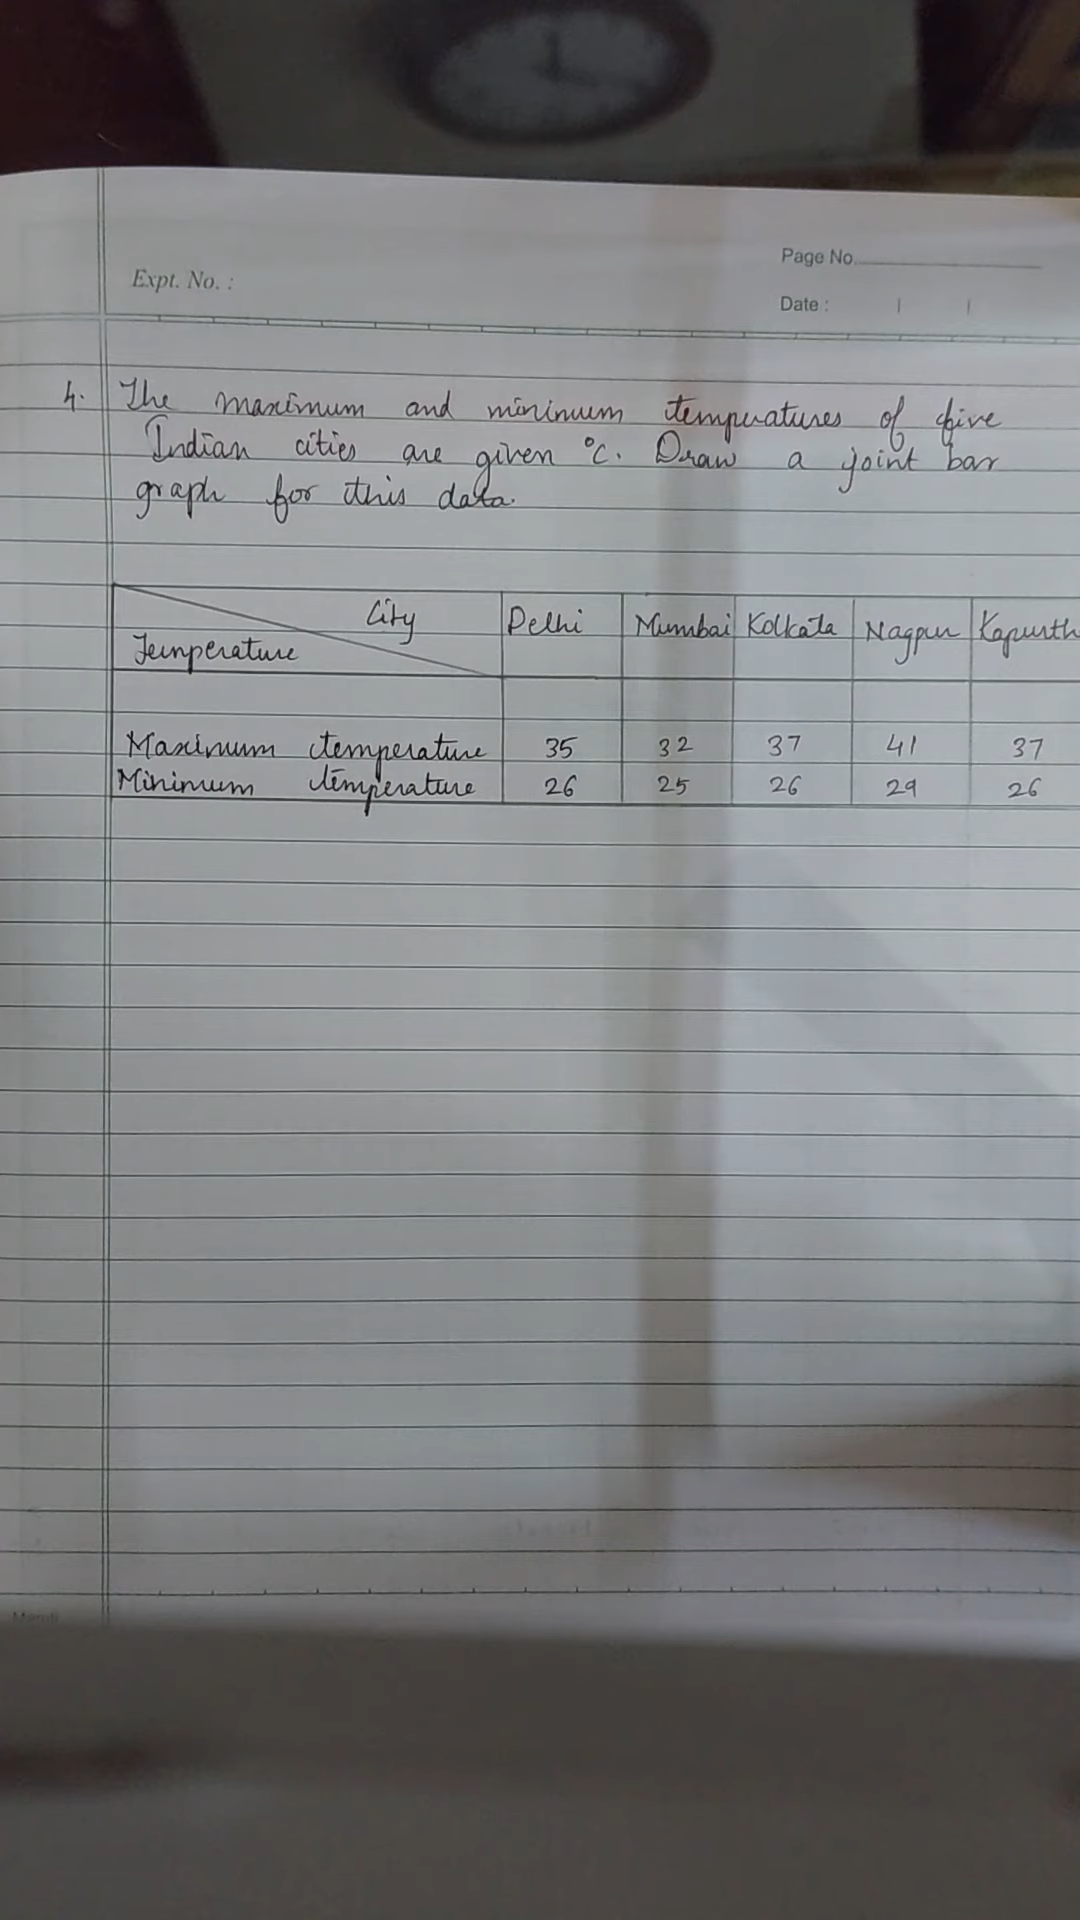 Page No.
Expt. No. :
Date :
4. The maximum and mininum temperatures of five
Indian cities are given °C. Draw a joint bar
graph for this data.
City Delhi Mumbai Kolkata Nagpur Kapurth
Temperature
Maximum temperature 35 32 37 41 37
Minimum temperature 26 25 26 29 26